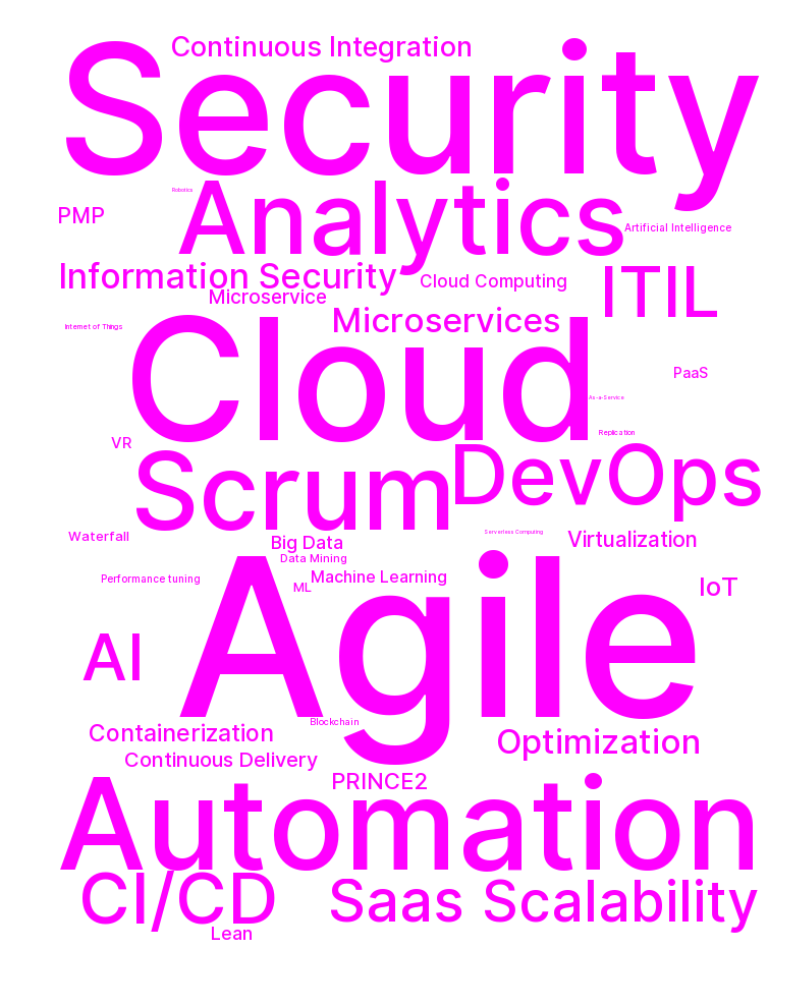 Continuous Integration
Security
Robotics
Analytics
PMP
Artificial Intelligence
Information Security
Cloud Computing
ITIL
Microservice
Microservices
Internet of Things
Cloud
PaaS
As-a-Service
Replication
VR
Scrum
DevOps
Waterfall
Serverless Computing
Virtualization
Big Data
Data Mining
Performance tuning
Machine Learning
ML
IoT
Agile
AI
Blockchain
Containerization
Optimization
Continuous Delivery
PRINCE2
Automation
CI/CD
Saas
Scalability
Lean